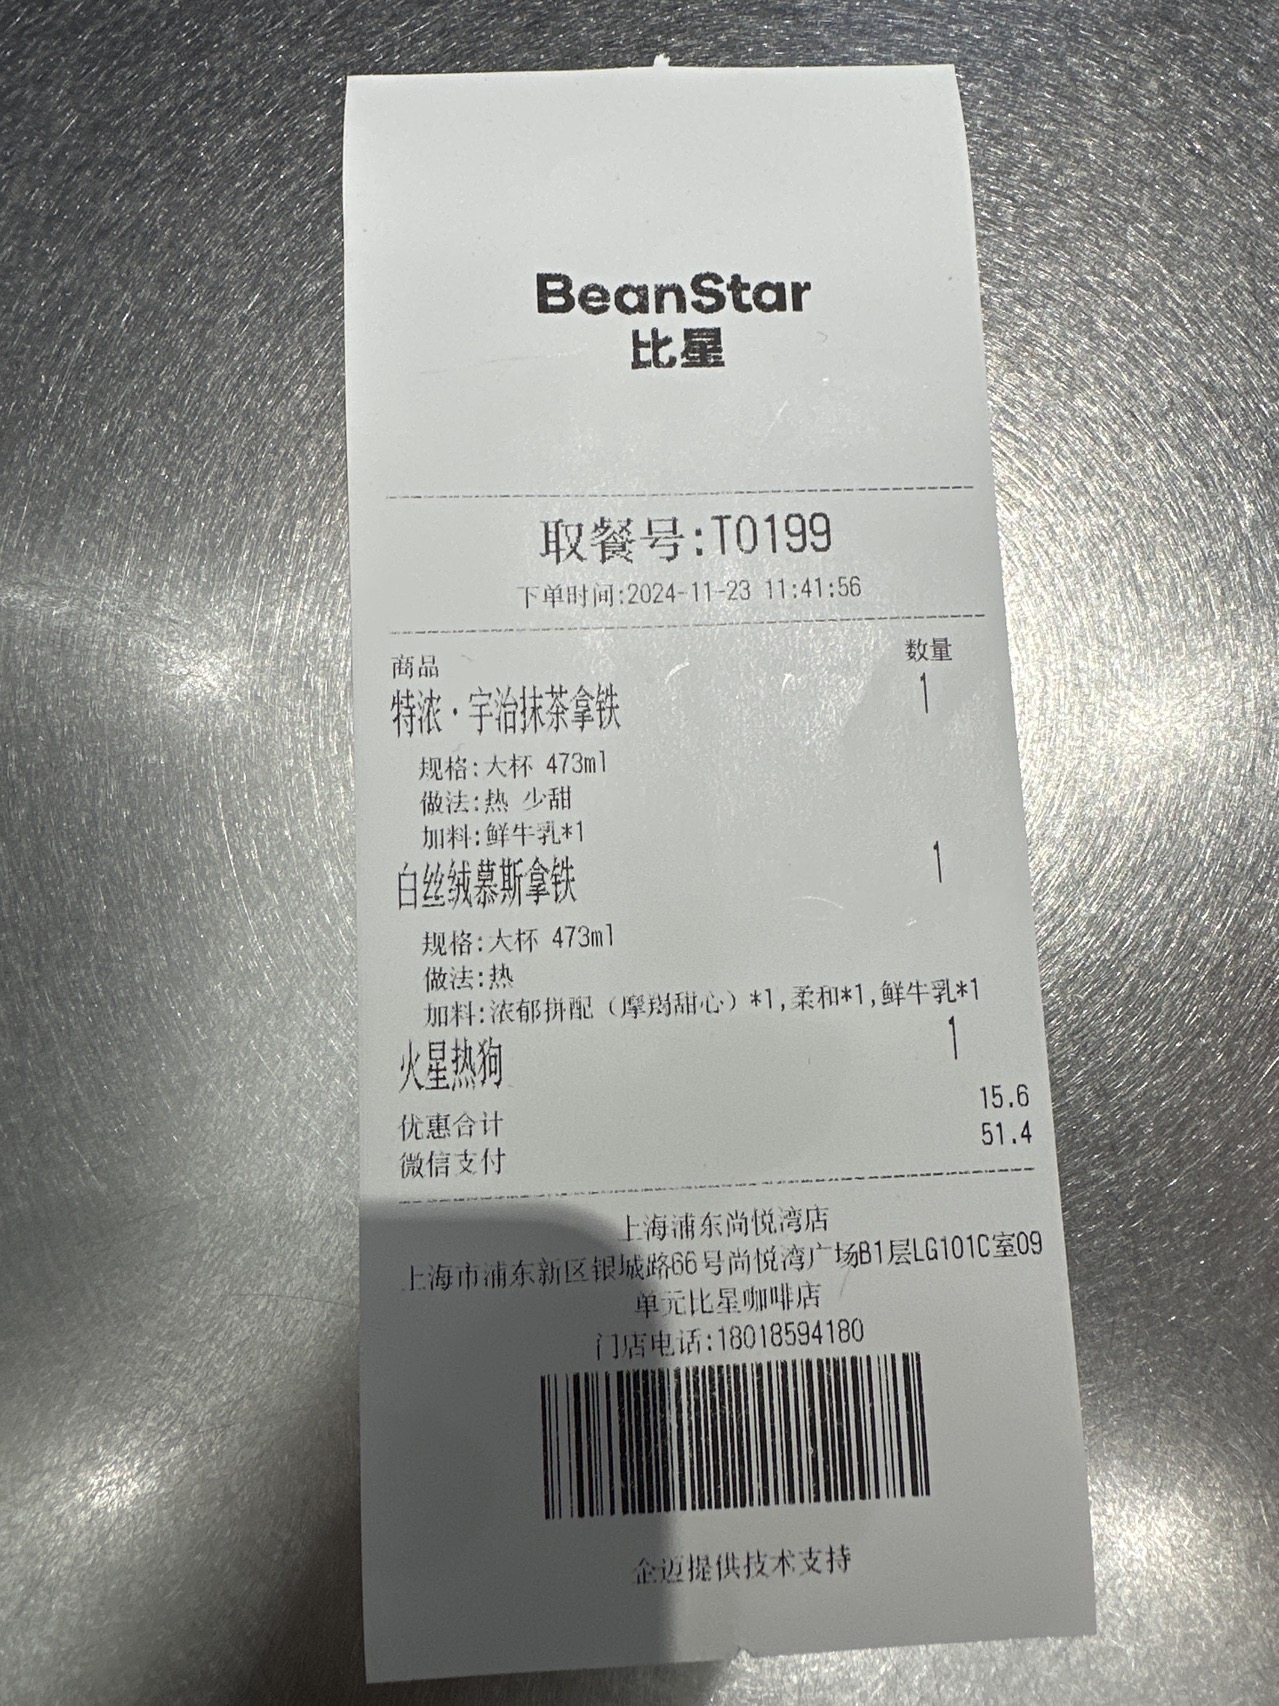 BeanStar
比星
取餐号:T0199
下单时间:2024-11-23 11:41:56
商品 数量
特浓·宇治抹茶拿铁 1
规格:大杯 473ml
做法:热 少甜
加料:鲜牛乳*1
白丝绒慕斯拿铁 1
规格:大杯 473ml
做法:热
加料:浓郁拼配（摩羯甜心）*1,柔和*1,鲜牛乳*1
火星热狗 1
优惠合计 15.6
微信支付 51.4
上海浦东尚悦湾店
上海市浦东新区银城路66号尚悦湾广场B1层LG101C室09
单元比星咖啡店
门店电话:18018594180
企迈提供技术支持